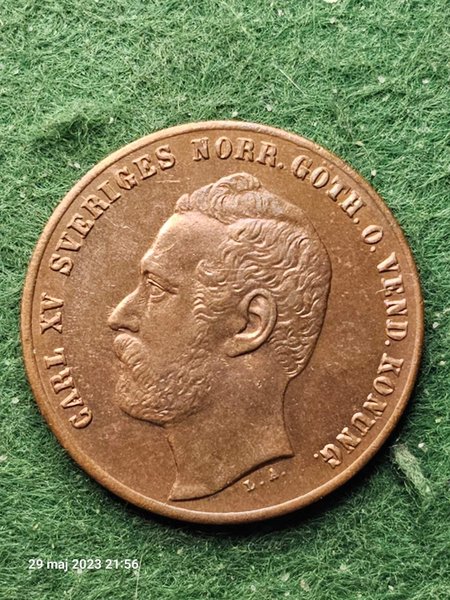 CARL XV SVERIGES NORR. GOTH. O. VEND. KONUNG.
L.A.
29 maj 2023 21:56